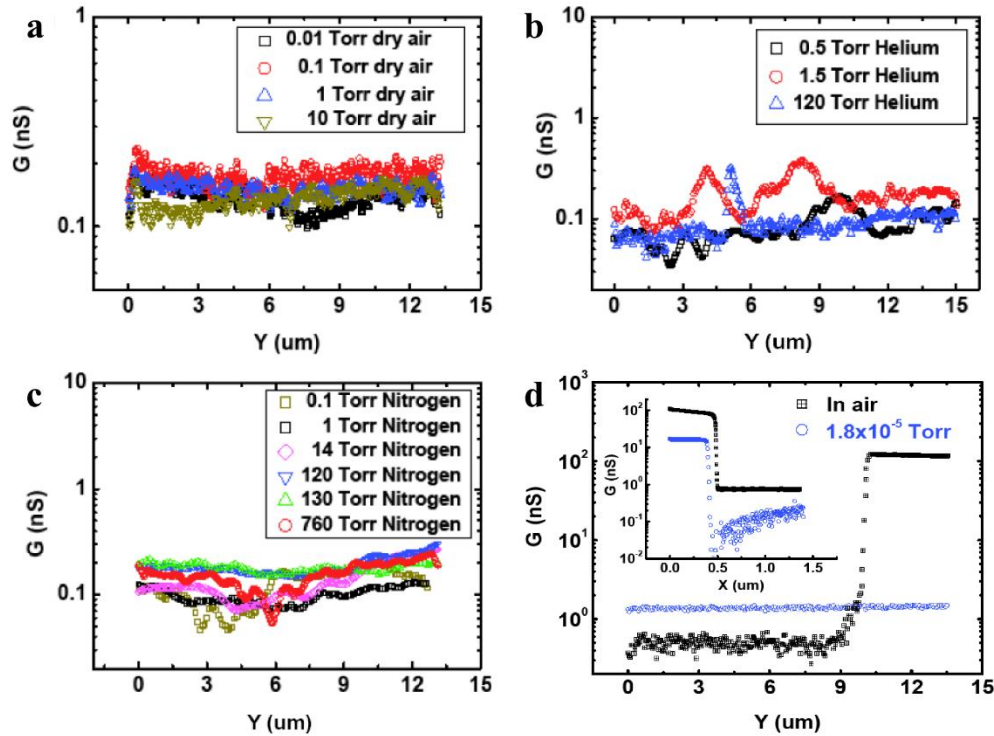 a
0.01 Torr dry air
0.1 Torr dry air
1 Torr dry air
10 Torr dry air
G (nS)
1
0.1
0 3 6 9 12 15
Y (um)
b
0.5 Torr Helium
1.5 Torr Helium
120 Torr Helium
G (nS)
10
1
0.1
0 3 6 9 12 15
Y (um)
c
0.1 Torr Nitrogen
1 Torr Nitrogen
14 Torr Nitrogen
120 Torr Nitrogen
130 Torr Nitrogen
760 Torr Nitrogen
G (nS)
10
1
0.1
0 3 6 9 12 15
Y (um)
d
In air
1.8x10⁻⁵ Torr
G (nS)
10³
10²
10¹
10⁰
0 3 6 9 12 15
Y (um)
G (nS)
10²
10¹
10⁰
10⁻¹
10⁻²
0.0 0.5 1.0 1.5
X (um)